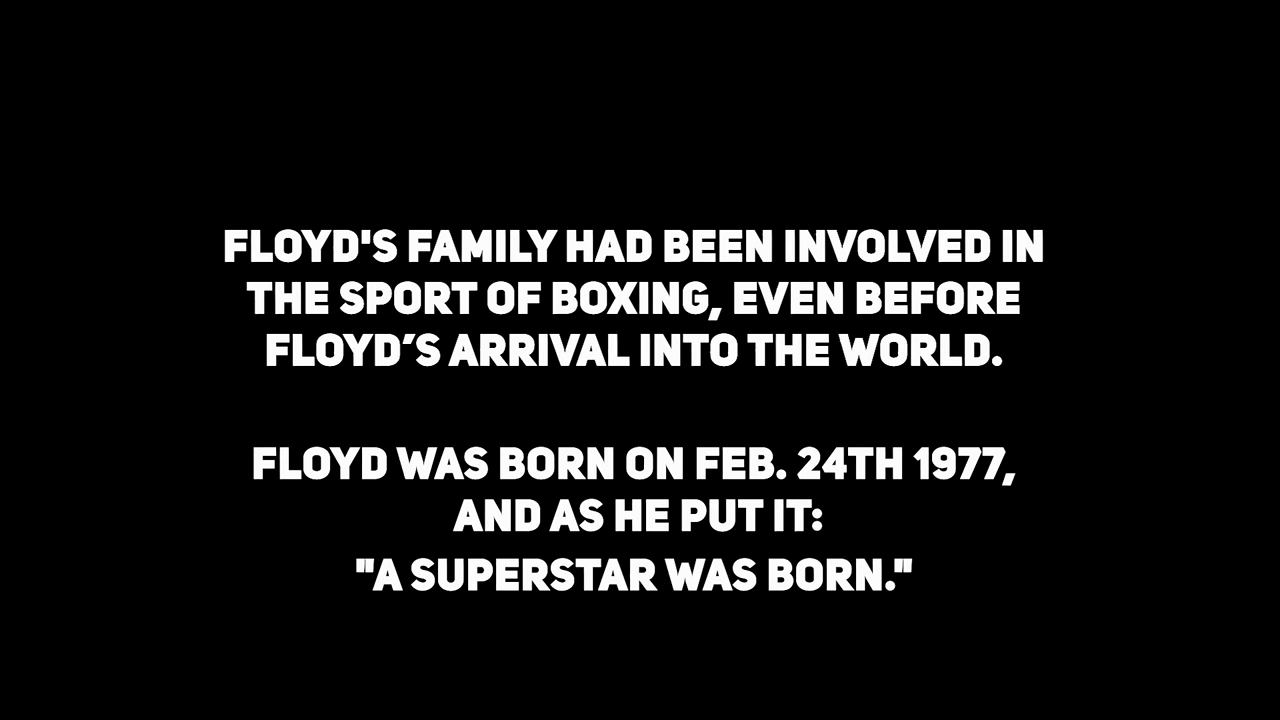 FLOYD'S FAMILY HAD BEEN INVOLVED IN
THE SPORT OF BOXING, EVEN BEFORE
FLOYD’S ARRIVAL INTO THE WORLD.
FLOYD WAS BORN ON FEB. 24TH 1977,
AND AS HE PUT IT:
"A SUPERSTAR WAS BORN."